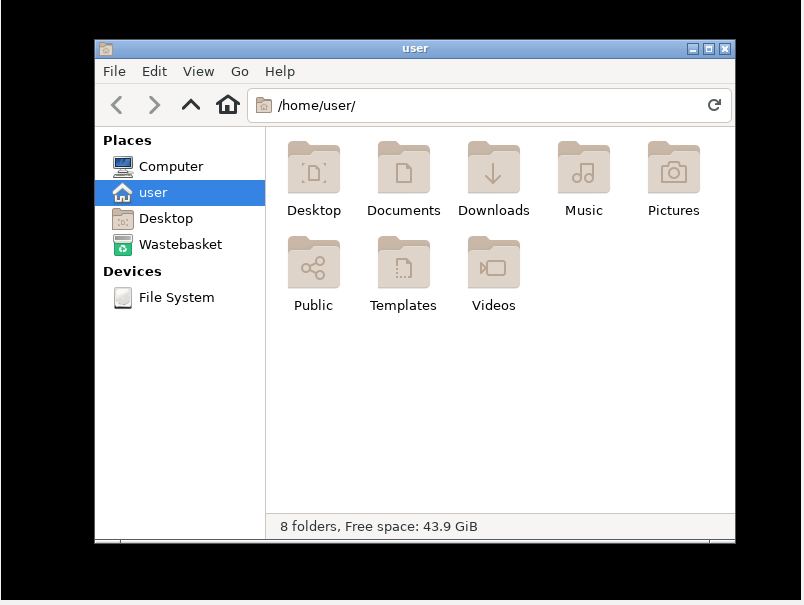 user
File Edit View Go Help
/home/user/
Places
Computer
user
Desktop
Wastebasket
Devices
File System
Desktop Documents Downloads Music Pictures
Public Templates Videos
8 folders, Free space: 43.9 GiB